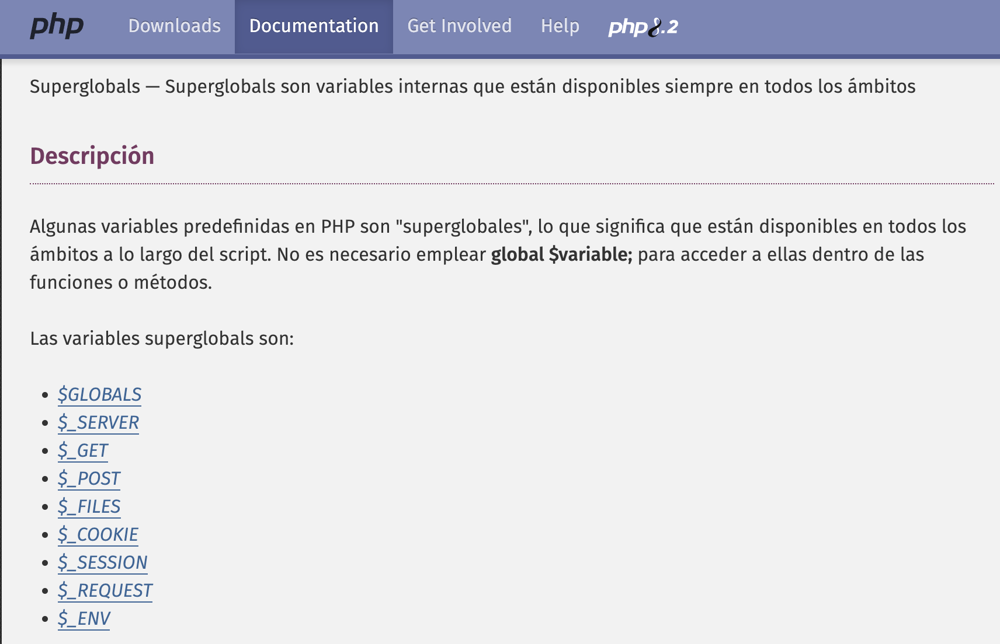 php Downloads Documentation Get Involved Help php8.2
Superglobals — Superglobals son variables internas que están disponibles siempre en todos los ámbitos
Descripción
Algunas variables predefinidas en PHP son "superglobales", lo que significa que están disponibles en todos los
ámbitos a lo largo del script. No es necesario emplear global $variable; para acceder a ellas dentro de las
funciones o métodos.
Las variables superglobals son:
• $GLOBALS
• $_SERVER
• $_GET
• $_POST
• $_FILES
• $_COOKIE
• $_SESSION
• $_REQUEST
• $_ENV